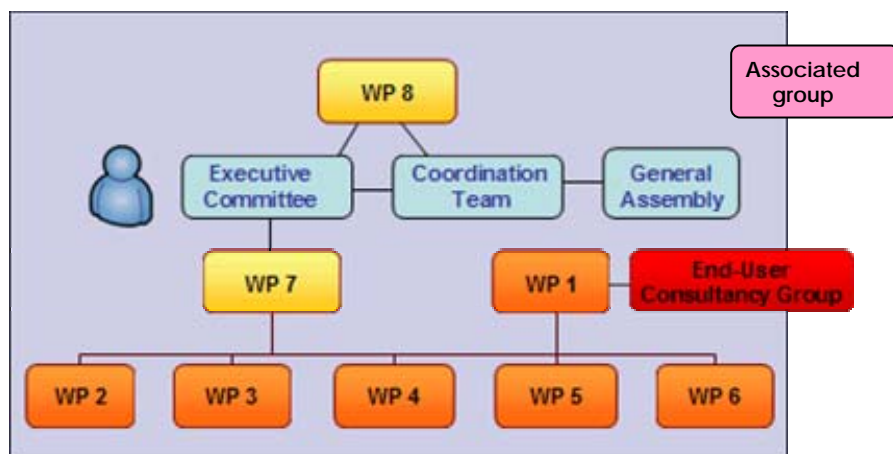 Associated
group
WP 8
Executive
Committee
Coordination
Team
General
Assembly
WP 7
WP 1
End-User
Consultancy Group
WP 2
WP 3
WP 4
WP 5
WP 6